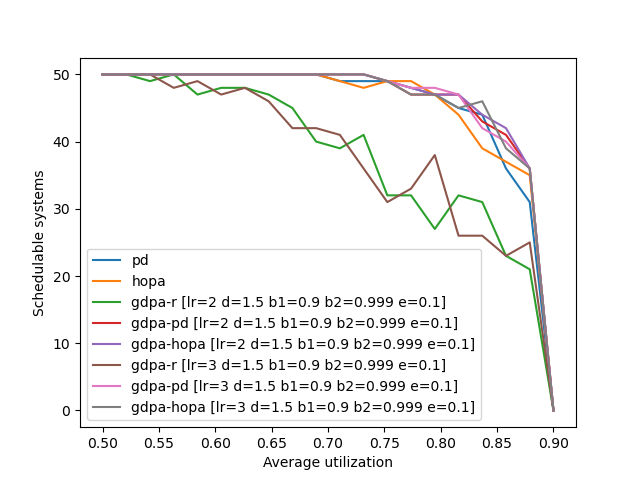 50
40
30
20
10
0
Schedulable systems
pd
hopa
gdpa-r [lr=2 d=1.5 b1=0.9 b2=0.999 e=0.1]
gdpa-pd [lr=2 d=1.5 b1=0.9 b2=0.999 e=0.1]
gdpa-hopa [lr=2 d=1.5 b1=0.9 b2=0.999 e=0.1]
gdpa-r [lr=3 d=1.5 b1=0.9 b2=0.999 e=0.1]
gdpa-pd [lr=3 d=1.5 b1=0.9 b2=0.999 e=0.1]
gdpa-hopa [lr=3 d=1.5 b1=0.9 b2=0.999 e=0.1]
0.50 0.55 0.60 0.65 0.70 0.75 0.80 0.85 0.90
Average utilization